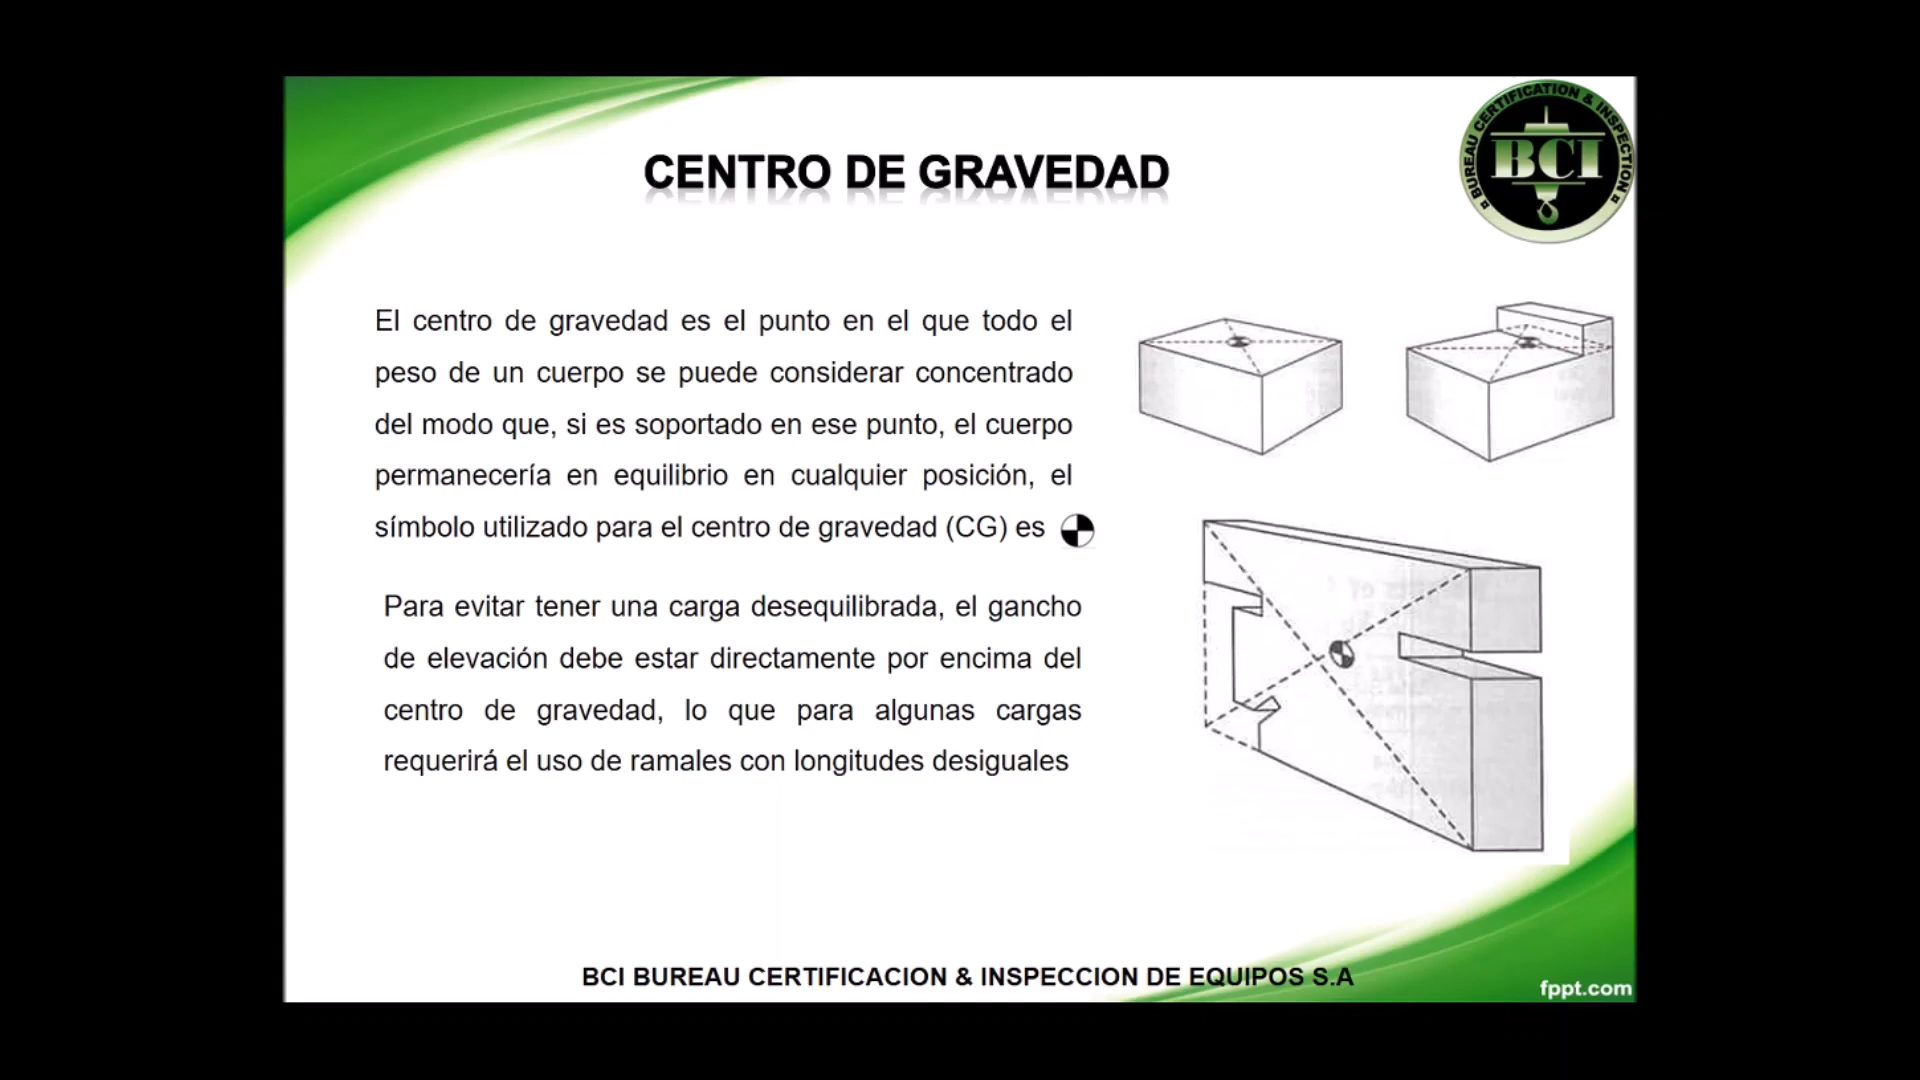 BUREAU CERTIFICATION & INSPECTION
BCI
CENTRO DE GRAVEDAD
El centro de gravedad es el punto en el que todo el
peso de un cuerpo se puede considerar concentrado
del modo que, si es soportado en ese punto, el cuerpo
permanecería en equilibrio en cualquier posición, el
símbolo utilizado para el centro de gravedad (CG) es
Para evitar tener una carga desequilibrada, el gancho
de elevación debe estar directamente por encima del
centro de gravedad, lo que para algunas cargas
requerirá el uso de ramales con longitudes desiguales
BCI BUREAU CERTIFICACION & INSPECCION DE EQUIPOS S.A
fppt.com